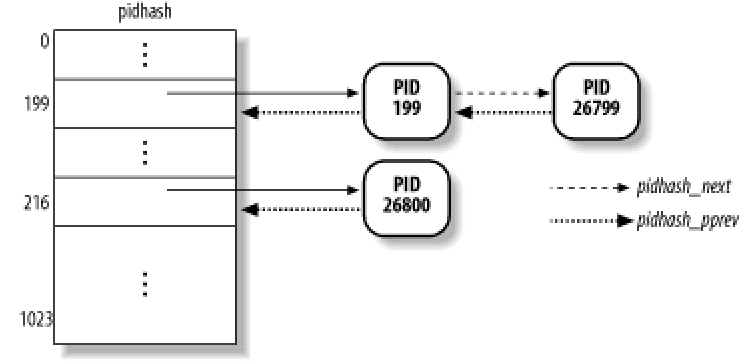 pidhash
0
199
216
1023
PID
199
PID
26799
PID
26800
pidhash_next
pidhash_pprev